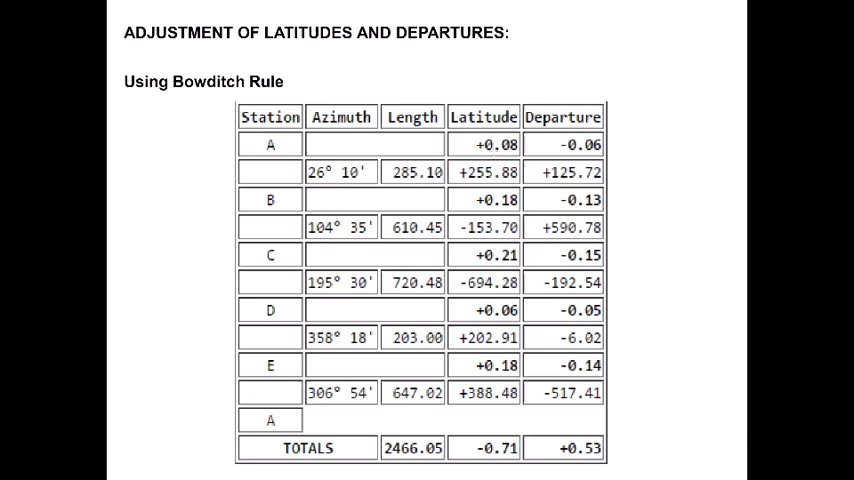 ADJUSTMENT OF LATITUDES AND DEPARTURES:
Using Bowditch Rule
Station Azimuth Length Latitude Departure
A +0.08 -0.06
26° 10' 285.10 +255.88 +125.72
B +0.18 -0.13
104° 35' 610.45 -153.70 +590.78
C +0.21 -0.15
195° 30' 720.48 -694.28 -192.54
D +0.06 -0.05
358° 18' 203.00 +202.91 -6.02
E +0.18 -0.14
306° 54' 647.02 +388.48 -517.41
A
TOTALS 2466.05 -0.71 +0.53